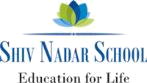 SHIV NADAR SCHOOL
Education for Life